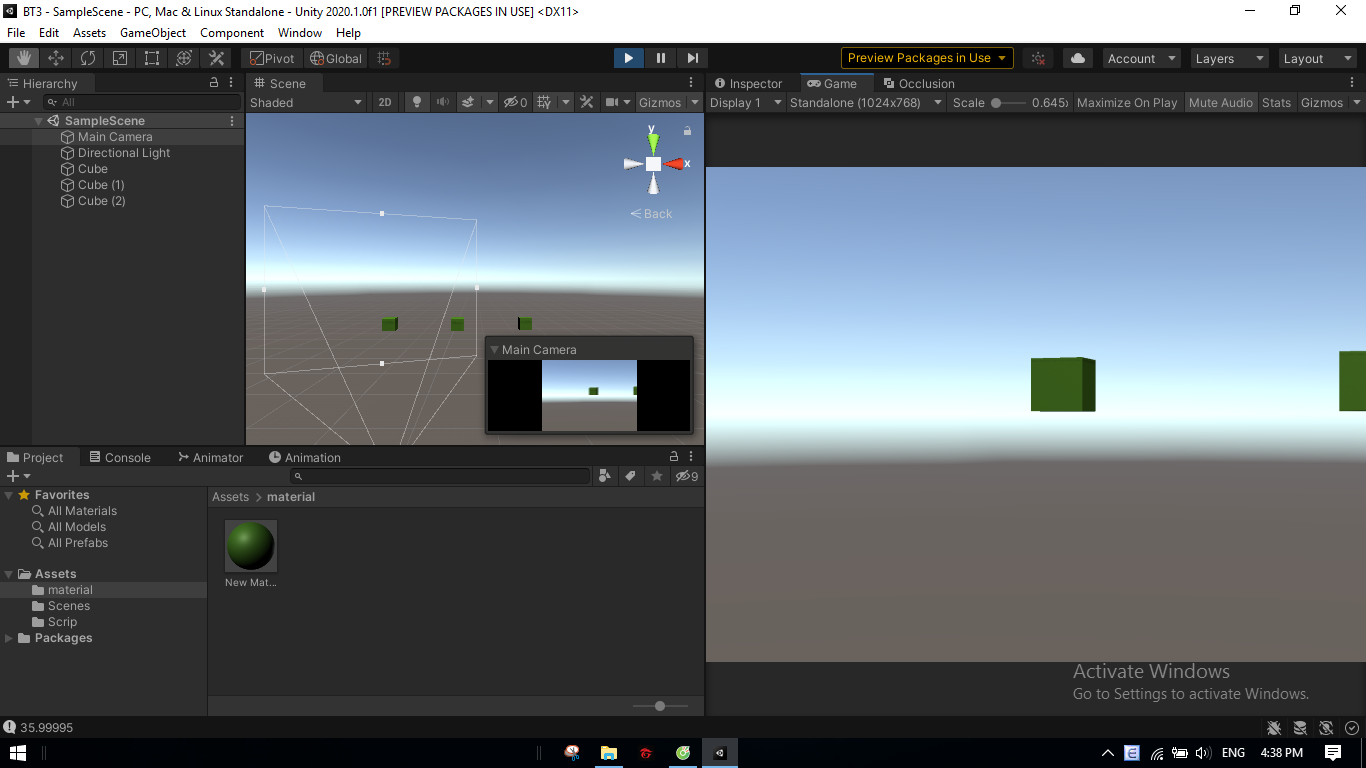 BT3 - SampleScene - PC, Mac & Linux Standalone - Unity 2020.1.0f1 [PREVIEW PACKAGES IN USE] <DX11>
File Edit Assets GameObject Component Window Help
Pivot Global Preview Packages in Use Account Layers Layout
Hierarchy
All
SampleScene
Main Camera
Directional Light
Cube
Cube (1)
Cube (2)
Scene
Shaded 2D 0 Gizmos
y
x
Back
Main Camera
Inspector Game Occlusion
Display 1 Standalone (1024x768) Scale 0.645x Maximize On Play Mute Audio Stats Gizmos
Project Console Animator Animation
9
Favorites
All Materials
All Models
All Prefabs
Assets
material
Scenes
Scrip
Packages
Assets > material
New Mat...
Activate Windows
Go to Settings to activate Windows.
35.99995
ENG 4:38 PM